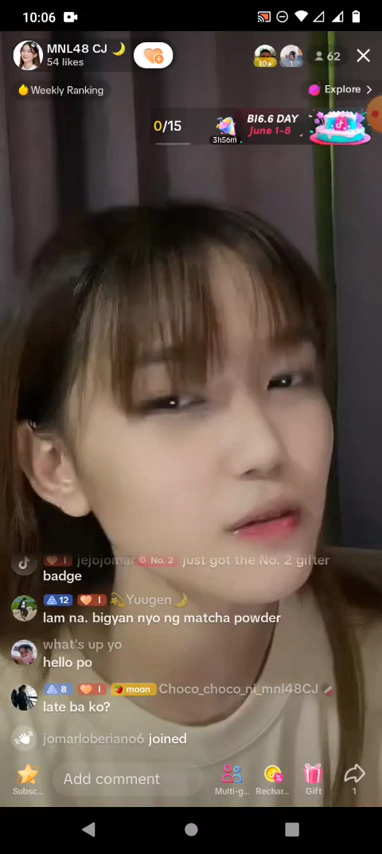 10:06
MNL48 CJ 🌙
54 likes
10+
1
62
Weekly Ranking
Explore
0/15
BI6.6 DAY
June 1-8
3h56m
1 jejojomar No. 2 just got the No. 2 gifter
badge
12 I 💫Yuugen🌙
lam na. bigyan nyo ng matcha powder
what's up yo
hello po
8 I moon Choco_choco_ni_mnl48CJ 🍫
late ba ko?
jomarloberiano6 joined
Subsc...
Add comment
Multi-g...
Rechar...
Gift
1